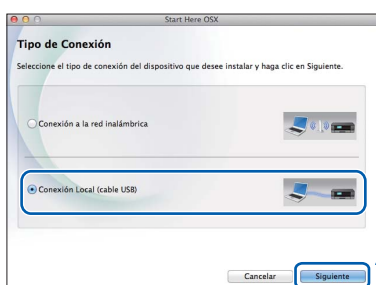 Start Here OSX
Tipo de Conexión
Seleccione el tipo de conexión del dispositivo que desee instalar y haga clic en Siguiente.
Conexión a la red inalámbrica
Conexión Local (cable USB)
Cancelar
Siguiente